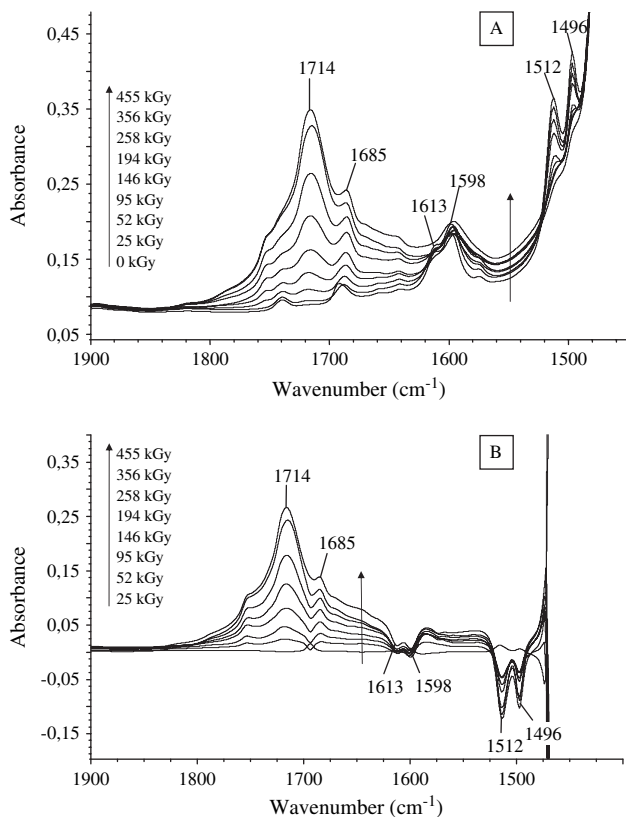 A
0,45
0,35
0,25
0,15
0,05
Absorbance
455 kGy
356 kGy
258 kGy
194 kGy
146 kGy
95 kGy
52 kGy
25 kGy
0 kGy
1714
1685
1613
1598
1512
1496
1900
1800
1700
1600
1500
Wavenumber (cm⁻¹)
B
0,35
0,25
0,15
0,05
-0,05
-0,15
Absorbance
455 kGy
356 kGy
258 kGy
194 kGy
146 kGy
95 kGy
52 kGy
25 kGy
1714
1685
1613
1598
1512
1496
1900
1800
1700
1600
1500
Wavenumber (cm⁻¹)